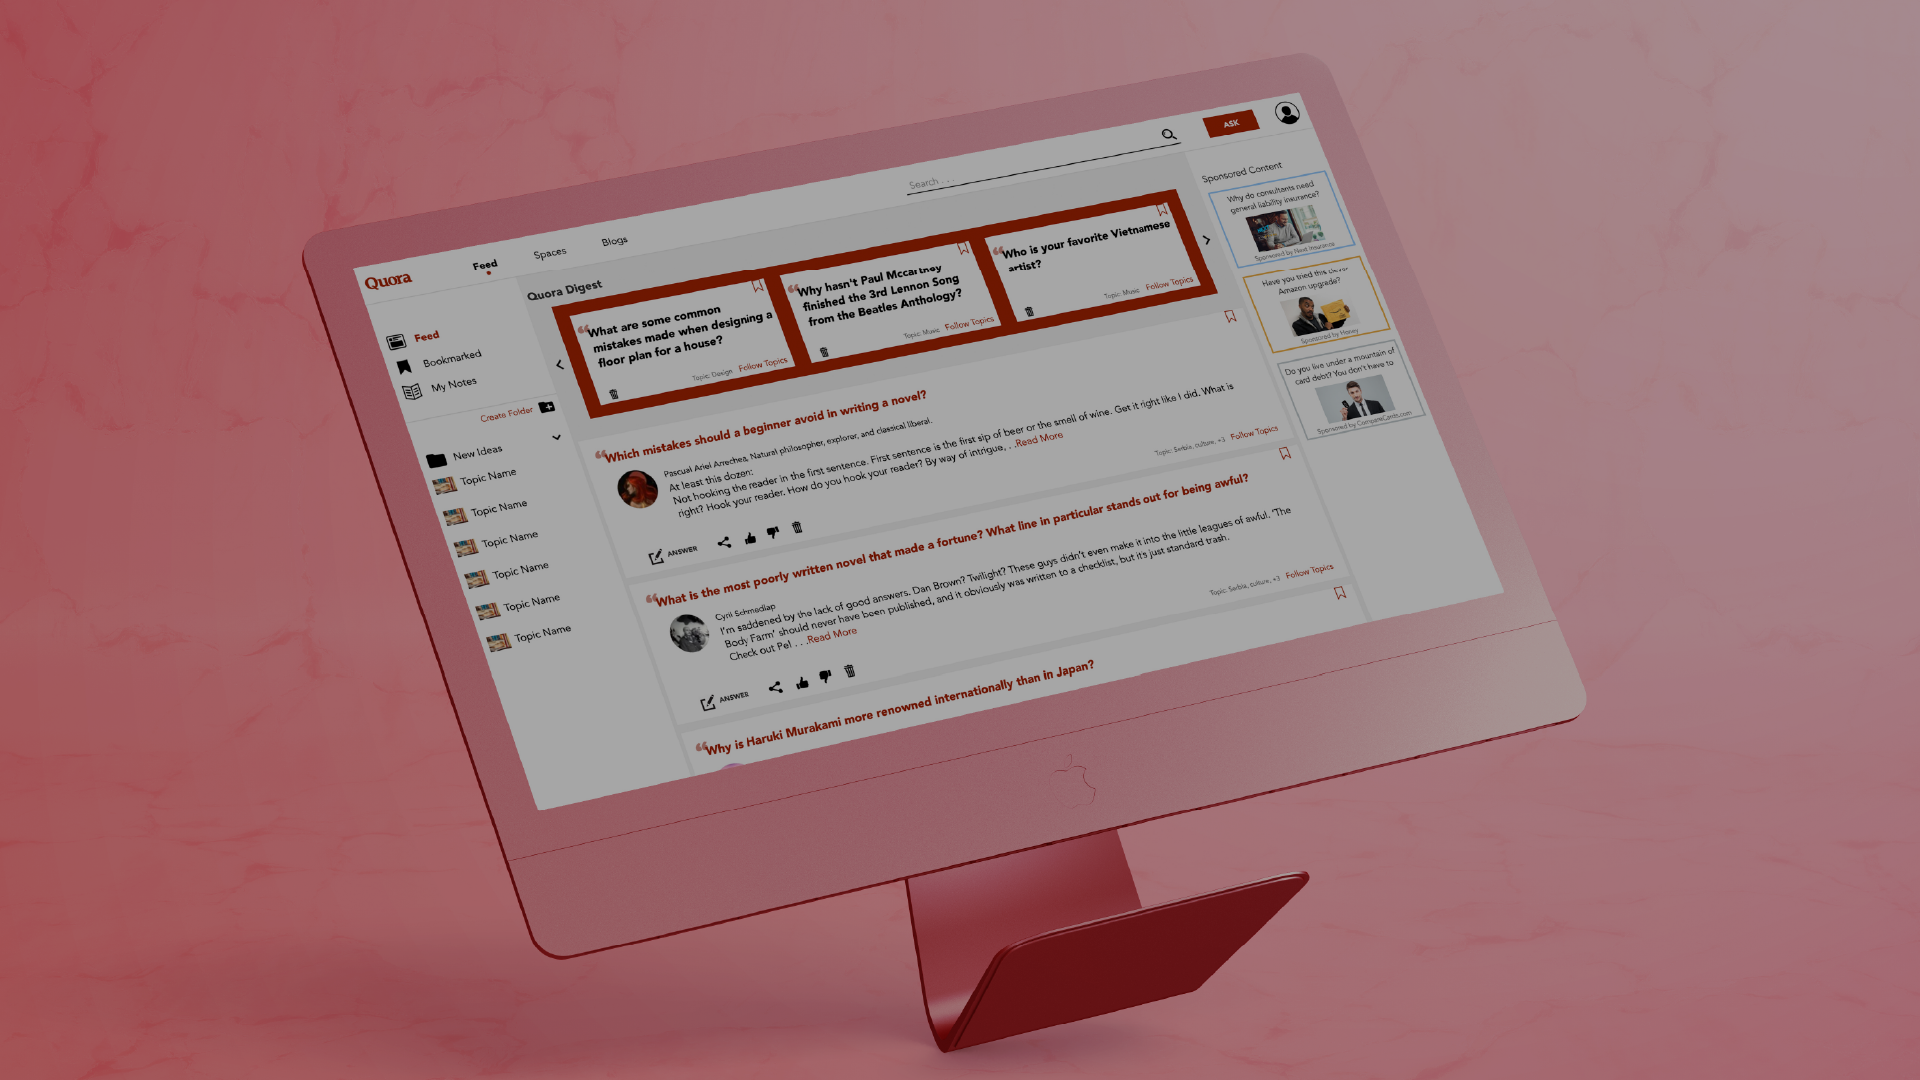 Quora
Feed
Spaces
Blogs
Search . . .
ASK
Feed
Bookmarked
My Notes
Create Folder
New Ideas
Topic Name
Topic Name
Topic Name
Topic Name
Topic Name
Topic Name
Quora Digest
What are some common
mistakes made when designing a
floor plan for a house?
Topic: Design Follow Topics
Why hasn't Paul Mccartney
finished the 3rd Lennon Song
from the Beatles Anthology?
Topic: Music Follow Topics
Who is your favorite Vietnamese
artist?
Topic: Music Follow Topics
Which mistakes should a beginner avoid in writing a novel?
Pascual Ariel Arrechea, Natural philosopher, explorer, and classical liberal.
At least this dozen:
Not hooking the reader in the first sentence. First sentence is the first sip of beer or the smell of wine. Get it right like I did. What is
right? Hook your reader. How do you hook your reader? By way of intrigue, . . .Read More
Topic: Serbia, culture, +3 Follow Topics
ANSWER
What is the most poorly written novel that made a fortune? What line in particular stands out for being awful?
Cyril Schmedlap
I'm saddened by the lack of good answers. Dan Brown? Twilight? These guys didn't even make it into the little leagues of awful. 'The
Body Farm' should never have been published, and it obviously was written to a checklist, but it's just standard trash.
Check out Pel . . .Read More
Topic: Serbia, culture, +3 Follow Topics
ANSWER
Why is Haruki Murakami more renowned internationally than in Japan?
Sponsored Content
Why do consultants need
general liability insurance?
Sponsored by Next Insurance
Have you tried this clever
Amazon upgrade?
Sponsored by Honey
Do you live under a mountain of
card debt? You don't have to
Sponsored by CompareCards.com